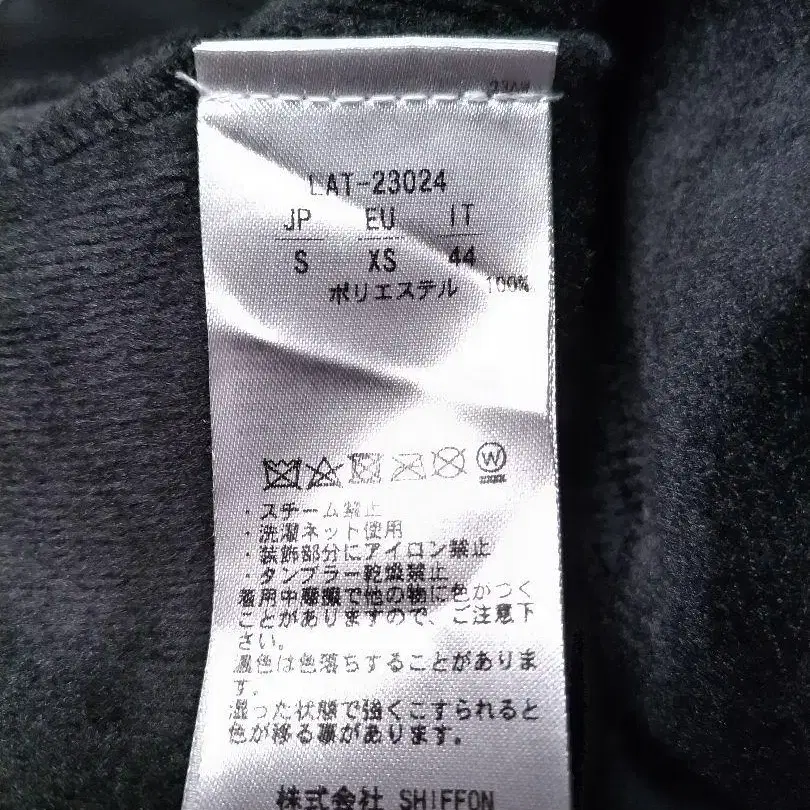 23AW
LAT-23024
JP EU IT
S XS 44
ポリエステル 100%
W
・スチーム禁止
・洗濯ネット使用
・装飾部分にアイロン禁止
・タンブラー乾燥禁止
着用中摩擦で他の物に色がつく
ことがありますので、ご注意下
さい。
濃色は色落ちすることがありま
す。
湿った状態で強くこすられると
色が移る事があります。
株式会社 SHIFFON